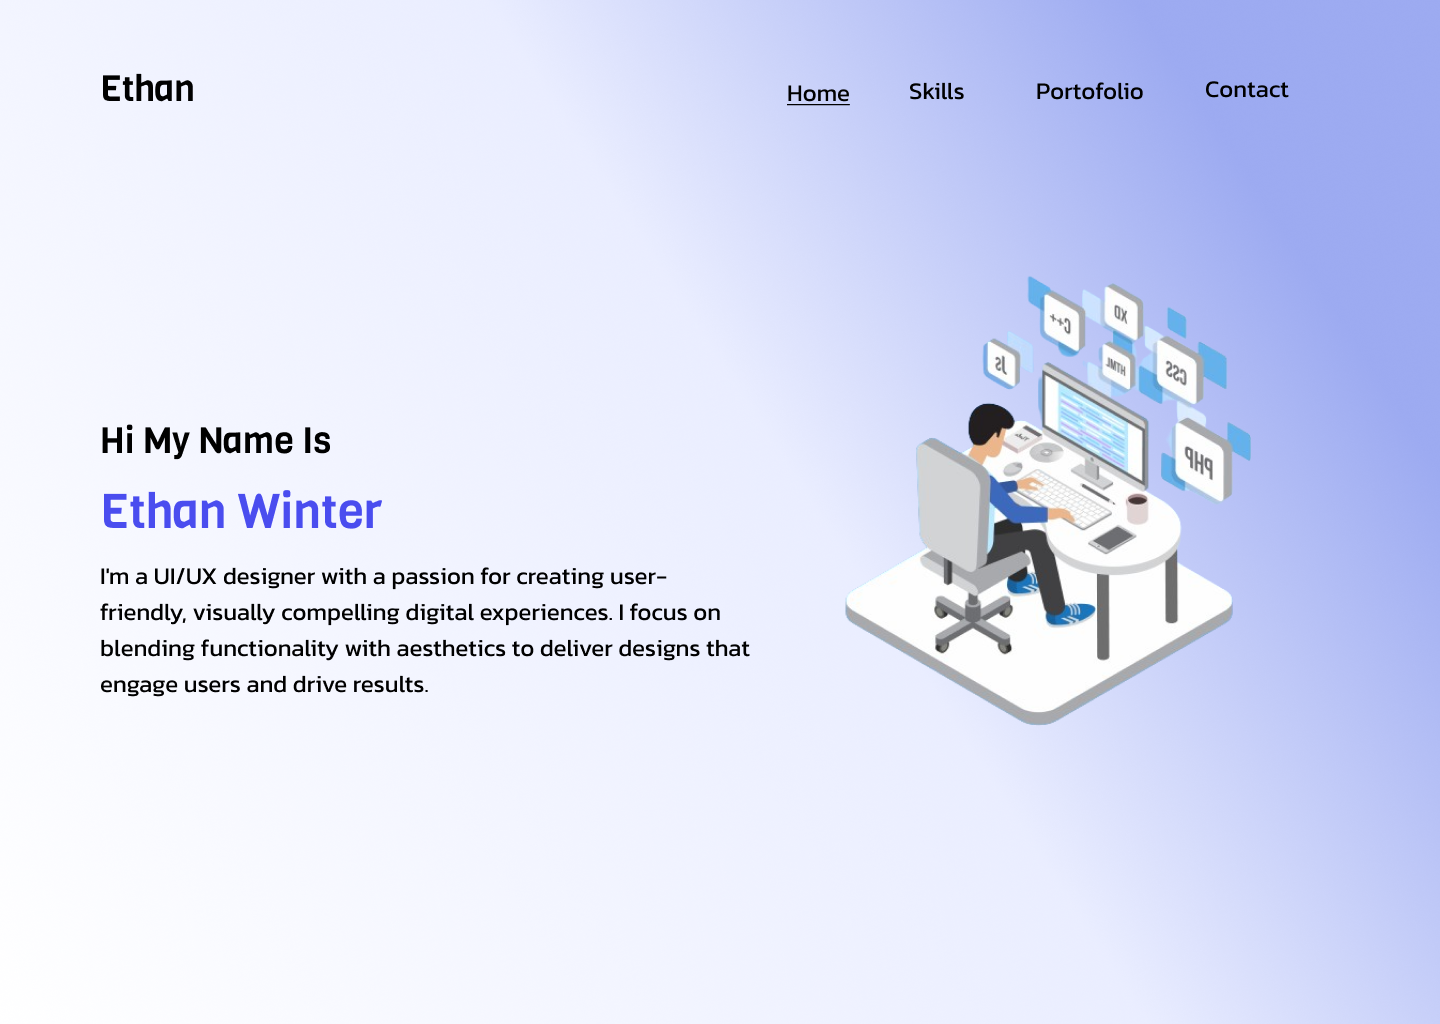 Ethan
Home Skills Portofolio Contact
Hi My Name Is
Ethan Winter
I'm a UI/UX designer with a passion for creating user-
friendly, visually compelling digital experiences. I focus on
blending functionality with aesthetics to deliver designs that
engage users and drive results.
C++
XD
JS
HTML
CSS
PHP